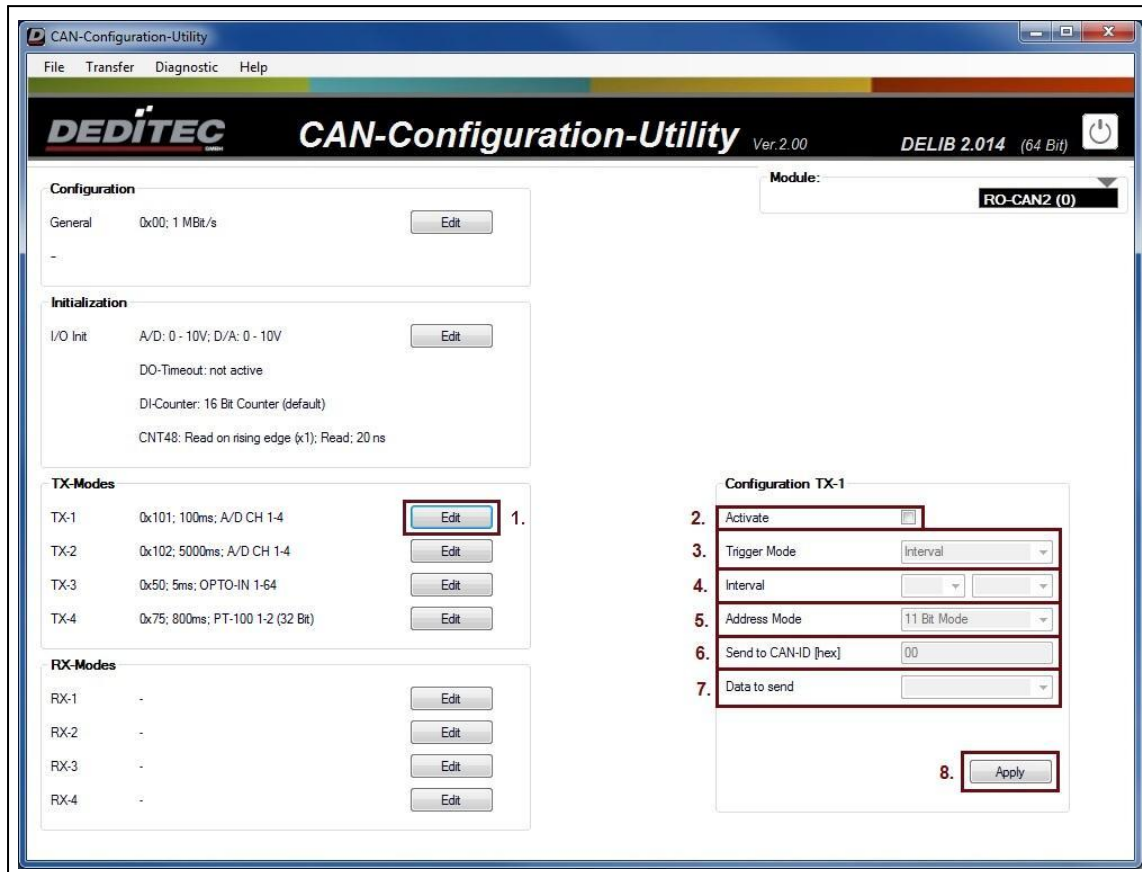 CAN-Configuration-Utility
File Transfer Diagnostic Help
DEDITEC GMBH CAN-Configuration-Utility Ver.2.00 DELIB 2.014 (64 Bit)
Module:
RO-CAN2 (0)
Configuration
General 0x00; 1 MBit/s Edit
-
Initialization
I/O Init A/D: 0 - 10V; D/A: 0 - 10V Edit
DO-Timeout: not active
DI-Counter: 16 Bit Counter (default)
CNT48: Read on rising edge (x1); Read; 20 ns
TX-Modes
TX-1 0x101; 100ms; A/D CH 1-4 Edit 1.
TX-2 0x102; 5000ms; A/D CH 1-4 Edit
TX-3 0x50; 5ms; OPTO-IN 1-64 Edit
TX-4 0x75; 800ms; PT-100 1-2 (32 Bit) Edit
RX-Modes
RX-1 - Edit
RX-2 - Edit
RX-3 - Edit
RX-4 - Edit
Configuration TX-1
2. Activate
3. Trigger Mode Interval
4. Interval
5. Address Mode 11 Bit Mode
6. Send to CAN-ID [hex] 00
7. Data to send
8. Apply